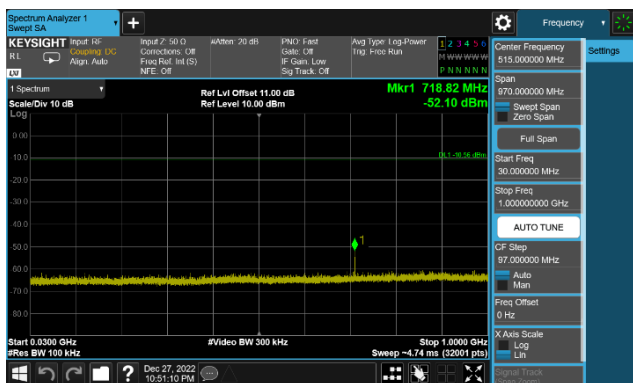 Spectrum Analyzer 1
Swept SA
Frequency
KEYSIGHT
RL
Input: RF
Coupling: DC
Align: Auto
Input Z: 50 Ω
Corrections: Off
Freq Ref: Int (S)
NFE: Off
#Atten: 20 dB
PNO: Fast
Gate: Off
IF Gain: Low
Sig Track: Off
Avg Type: Log-Power
Trig: Free Run
1 2 3 4 5 6
M W W W W W
P N N N N N
LXI
1 Spectrum
Scale/Div 10 dB
Log
Ref Lvl Offset 11.00 dB
Ref Level 10.00 dBm
Mkr1 718.82 MHz
-52.10 dBm
0.00
-10.0
-20.0
-30.0
-40.0
-50.0
-60.0
-70.0
-80.0
DL1 -10.56 dBm
1
Start 0.0300 GHz
#Res BW 100 kHz
#Video BW 300 kHz
Stop 1.0000 GHz
Sweep ~4.74 ms (32001 pts)
Center Frequency
515.000000 MHz
Settings
Span
970.000000 MHz
Swept Span
Zero Span
Full Span
Start Freq
30.000000 MHz
Stop Freq
1.000000000 GHz
AUTO TUNE
CF Step
97.000000 MHz
Auto
Man
Freq Offset
0 Hz
X Axis Scale
Log
Lin
Signal Track
(Span Zoom)
?
Dec 27, 2022
10:51:10 PM